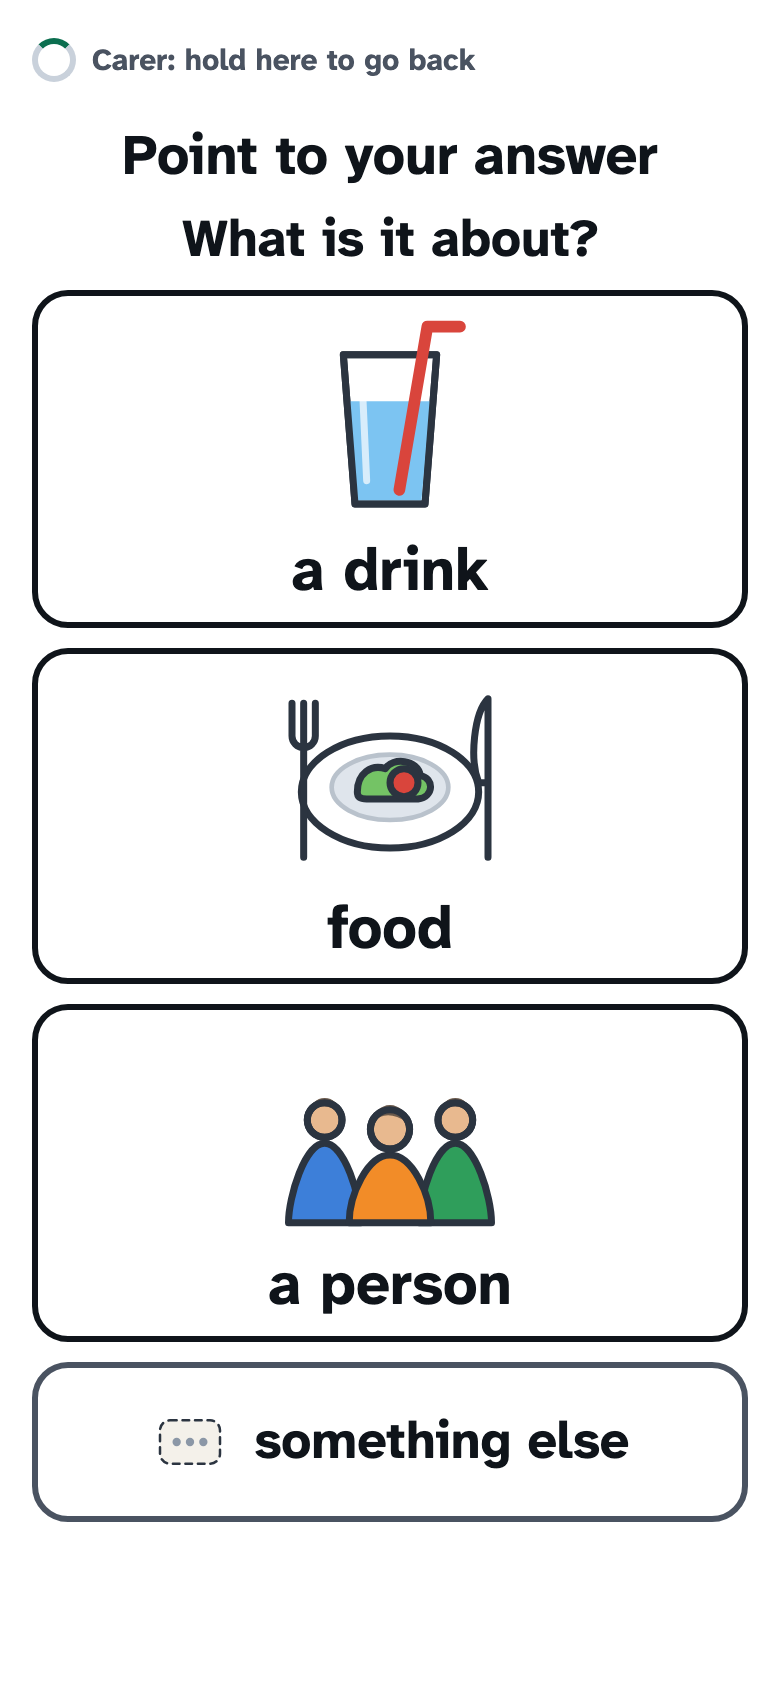 Carer: hold here to go back
Point to your answer
What is it about?
a drink
food
a person
something else